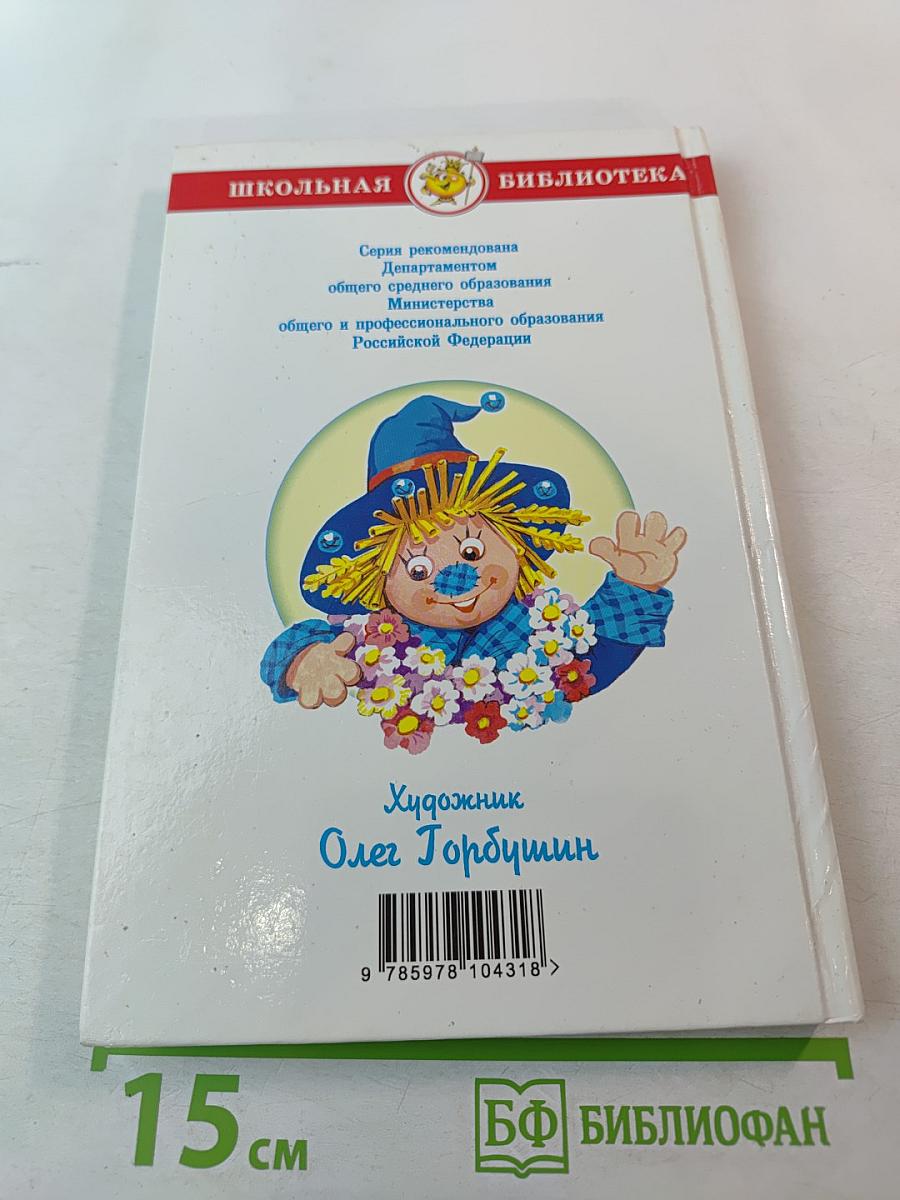 ШКОЛЬНАЯ БИБЛИОТЕКА
Серия рекомендована
Департаментом
общего среднего образования
Министерства
общего и профессионального образования
Российской Федерации
Художник
Олег Горбушин
9 785978 104318 >
15 см
БФ БИБЛИОФАН